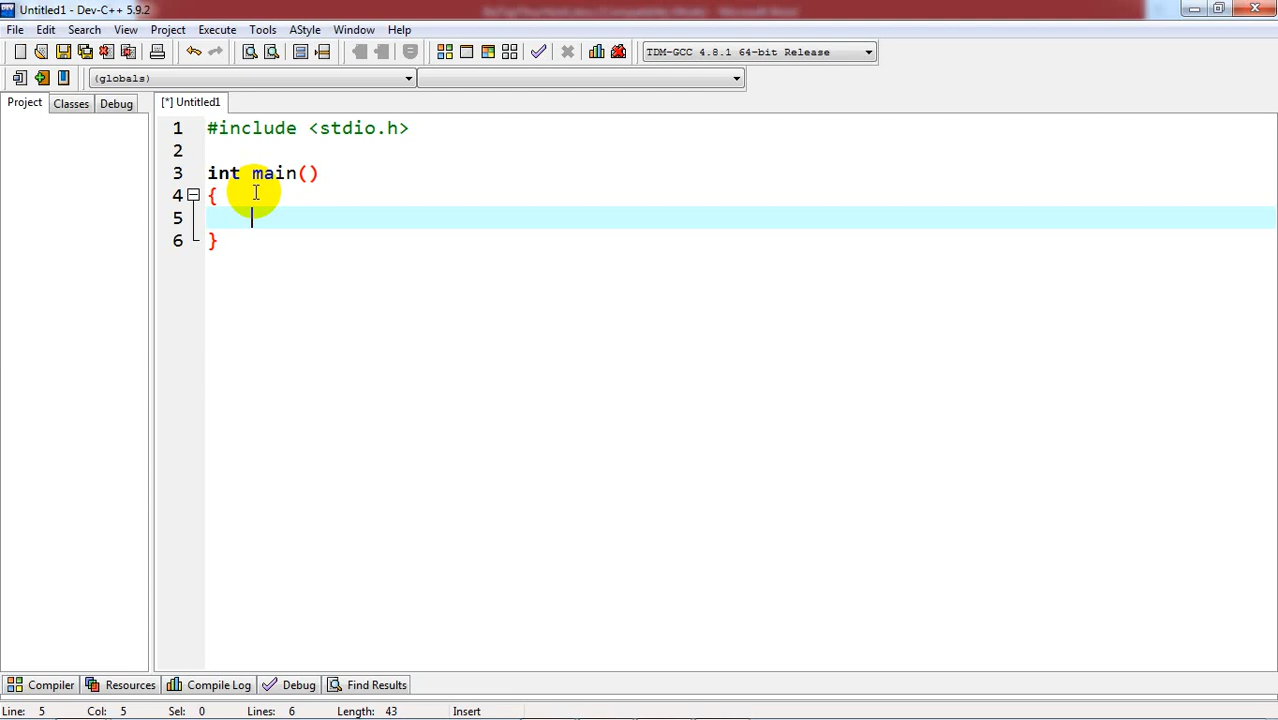 Untitled1 - Dev-C++ 5.9.2
File Edit Search View Project Execute Tools AStyle Window Help
TDM-GCC 4.8.1 64-bit Release
(globals)
Project Classes Debug [*] Untitled1
1 #include <stdio.h>
2
3 int main()
4 {
5
6 }
Compiler Resources Compile Log Debug Find Results
Line: 5 Col: 5 Sel: 0 Lines: 6 Length: 43 Insert